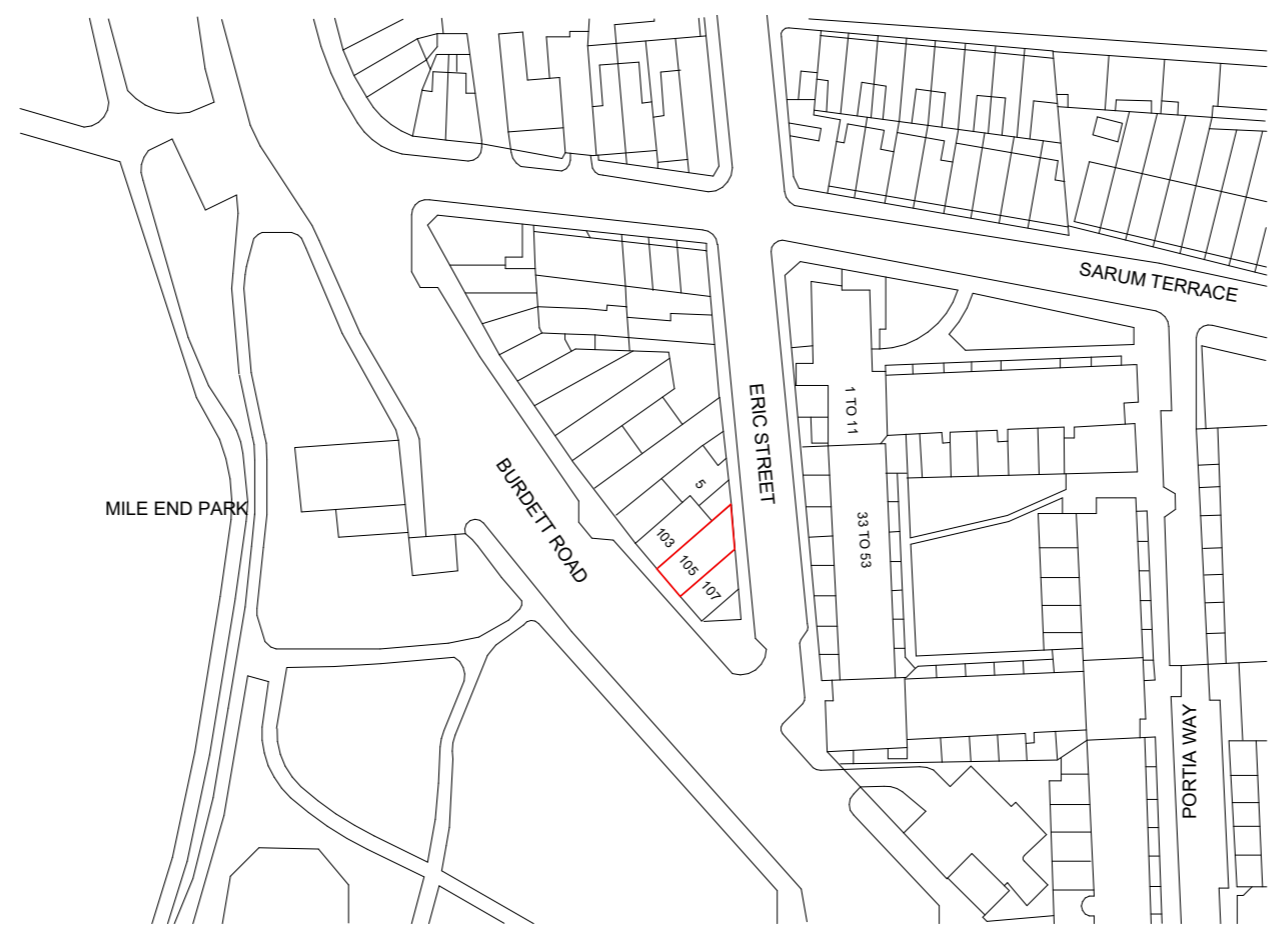 SARUM TERRACE
ERIC STREET
1 TO 11
BURDETT ROAD
5
MILE END PARK
103
33 TO 53
105
107
PORTIA WAY